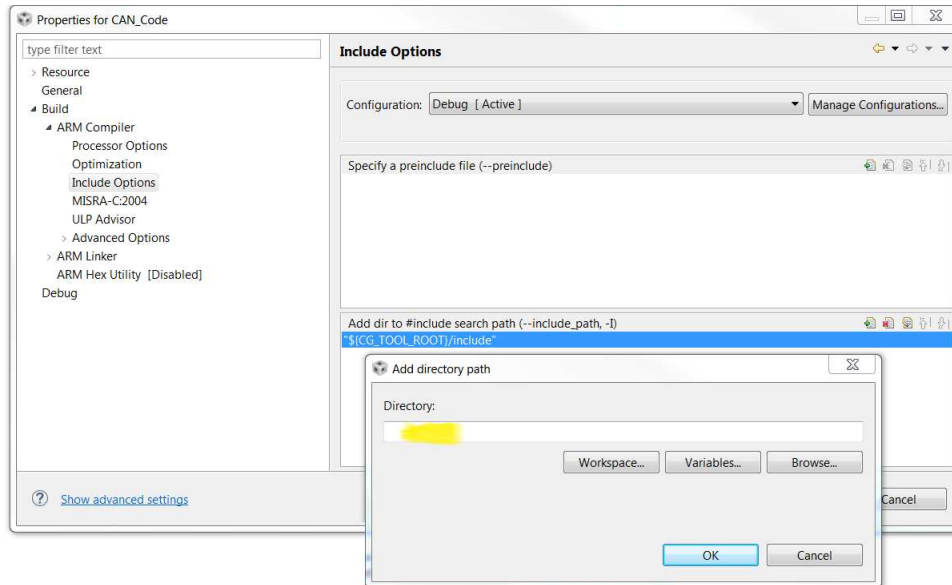 Properties for CAN_Code
type filter text
Include Options
Resource
General
Build
ARM Compiler
Processor Options
Optimization
Include Options
MISRA-C:2004
ULP Advisor
Advanced Options
ARM Linker
ARM Hex Utility [Disabled]
Debug
Configuration: Debug [ Active ]
Manage Configurations...
Specify a preinclude file (--preinclude)
Add dir to #include search path (--include_path, -I)
"${CG_TOOL_ROOT}/include"
Add directory path
Directory:
Workspace...
Variables...
Browse...
OK
Cancel
Show advanced settings
Cancel